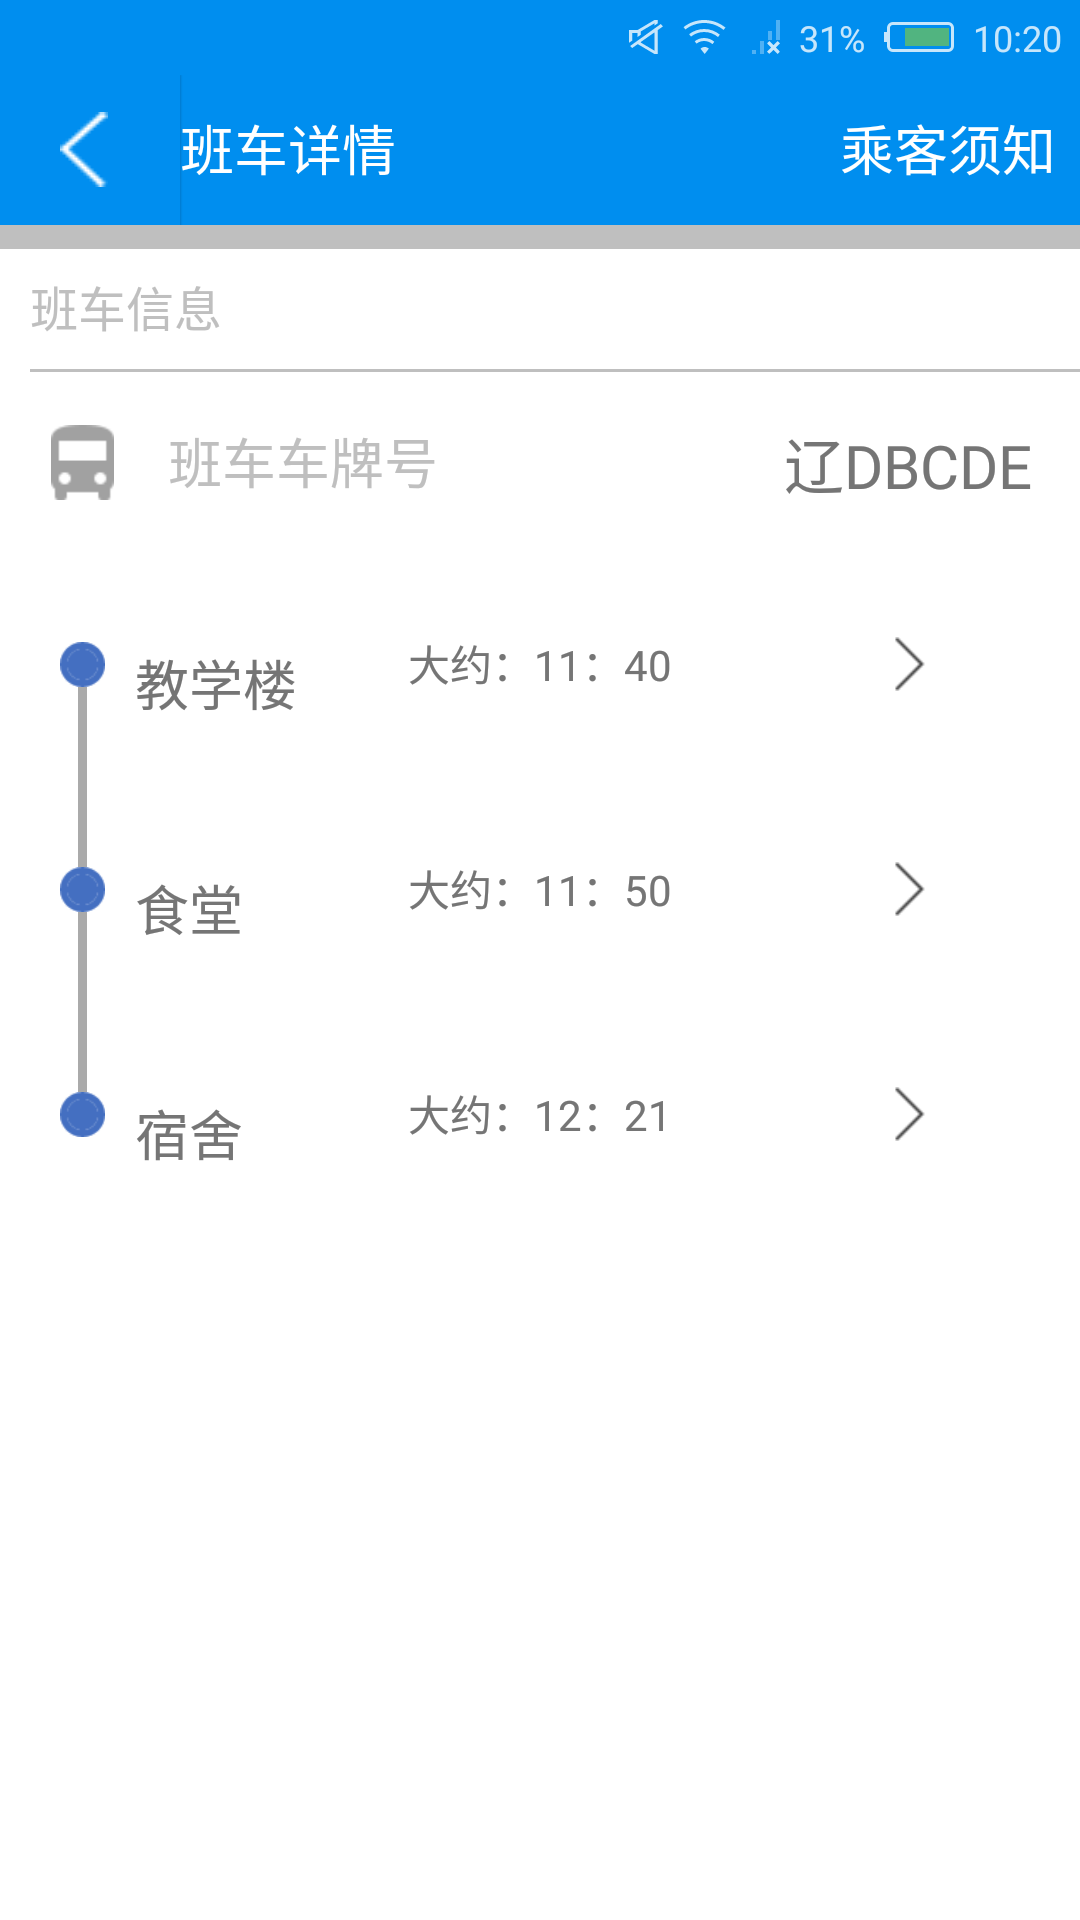 31% 10:20
班车详情 乘客须知
班车信息
班车车牌号 辽DBCDE
教学楼 大约：11：40
食堂 大约：11：50
宿舍 大约：12：21